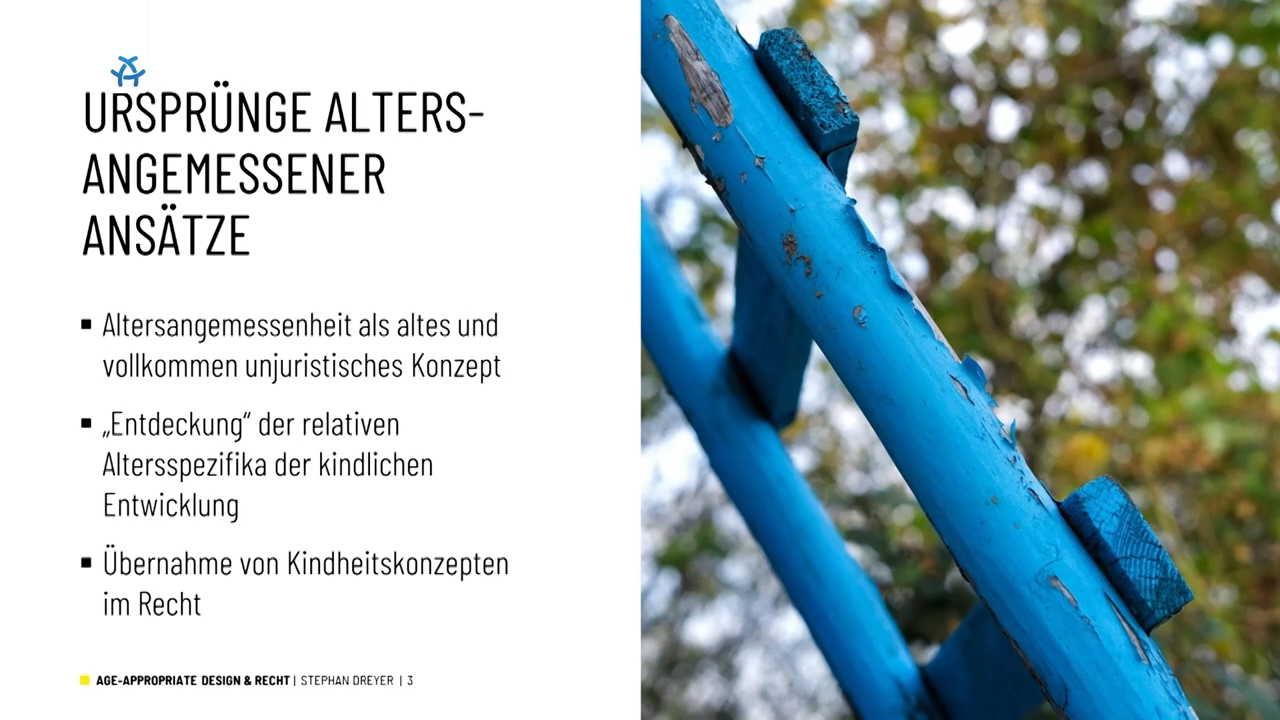 URSPRÜNGE ALTERS-
ANGEMESSENER
ANSÄTZE
▪ Altersangemessenheit als altes und
vollkommen unjuristisches Konzept
▪ „Entdeckung“ der relativen
Altersspezifika der kindlichen
Entwicklung
▪ Übernahme von Kindheitskonzepten
im Recht
AGE-APPROPRIATE DESIGN & RECHT | STEPHAN DREYER | 3